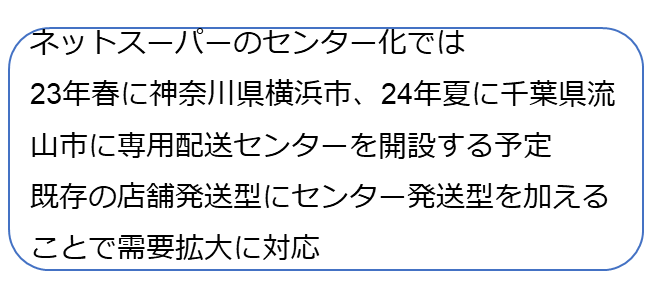 ネットスーパーのセンター化では
23年春に神奈川県横浜市、24年夏に千葉県流
山市に専用配送センターを開設する予定
既存の店舗発送型にセンター発送型を加える
ことで需要拡大に対応